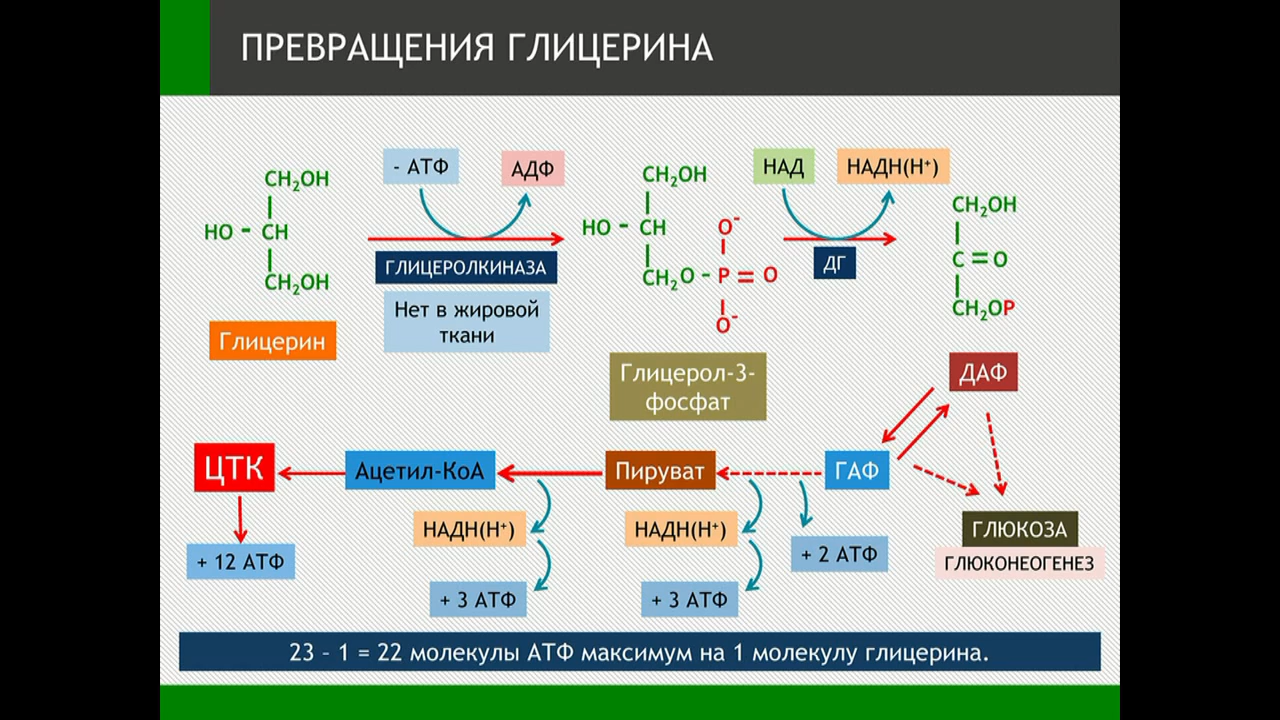 ПРЕВРАЩЕНИЯ ГЛИЦЕРИНА
- АТФ
АДФ
НАД
НАДН(Н⁺)
CH₂OH
HO - CH
CH₂OH
Глицерин
ГЛИЦЕРОЛКИНАЗА
Нет в жировой
ткани
CH₂OH
HO - CH
CH₂O - P = O
O⁻
O⁻
Глицерол-3-
фосфат
ДГ
CH₂OH
C = O
CH₂OP
ДАФ
ЦТК
Ацетил-КоА
Пируват
ГАФ
НАДН(Н⁺)
НАДН(Н⁺)
+ 12 АТФ
+ 3 АТФ
+ 3 АТФ
+ 2 АТФ
ГЛЮКОЗА
ГЛЮКОНЕОГЕНЕЗ
23 – 1 = 22 молекулы АТФ максимум на 1 молекулу глицерина.